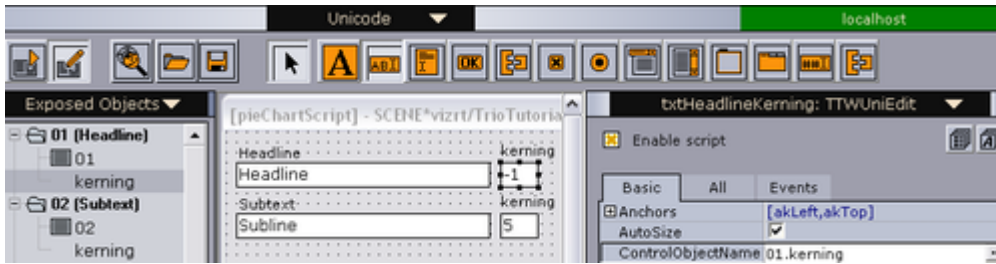 Unicode
localhost
A
ABI
OK
Exposed Objects
01 (Headline)
01
kerning
02 (Subtext)
02
kerning
[pieChartScript] - SCENE*vizrt/TrioTutoria
Headline
kerning
Headline
-1
Subtext
kerning
Subline
5
txtHeadlineKerning: TTWUniEdit
Enable script
A
Basic
All
Events
Anchors
[akLeft,akTop]
AutoSize
ControlObjectName
01.kerning